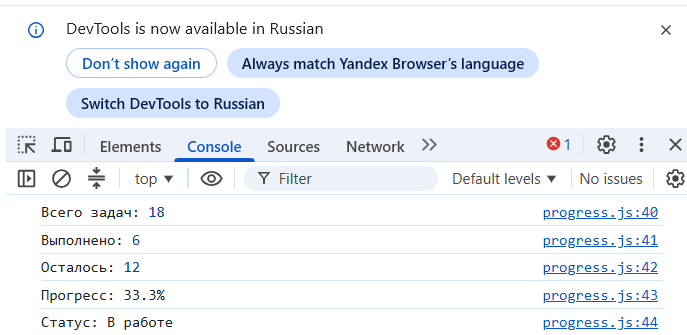 DevTools is now available in Russian
Don't show again Always match Yandex Browser's language
Switch DevTools to Russian
Elements Console Sources Network 1
top Filter Default levels No issues
Всего задач: 18 progress.js:40
Выполнено: 6 progress.js:41
Осталось: 12 progress.js:42
Прогресс: 33.3% progress.js:43
Статус: В работе progress.js:44